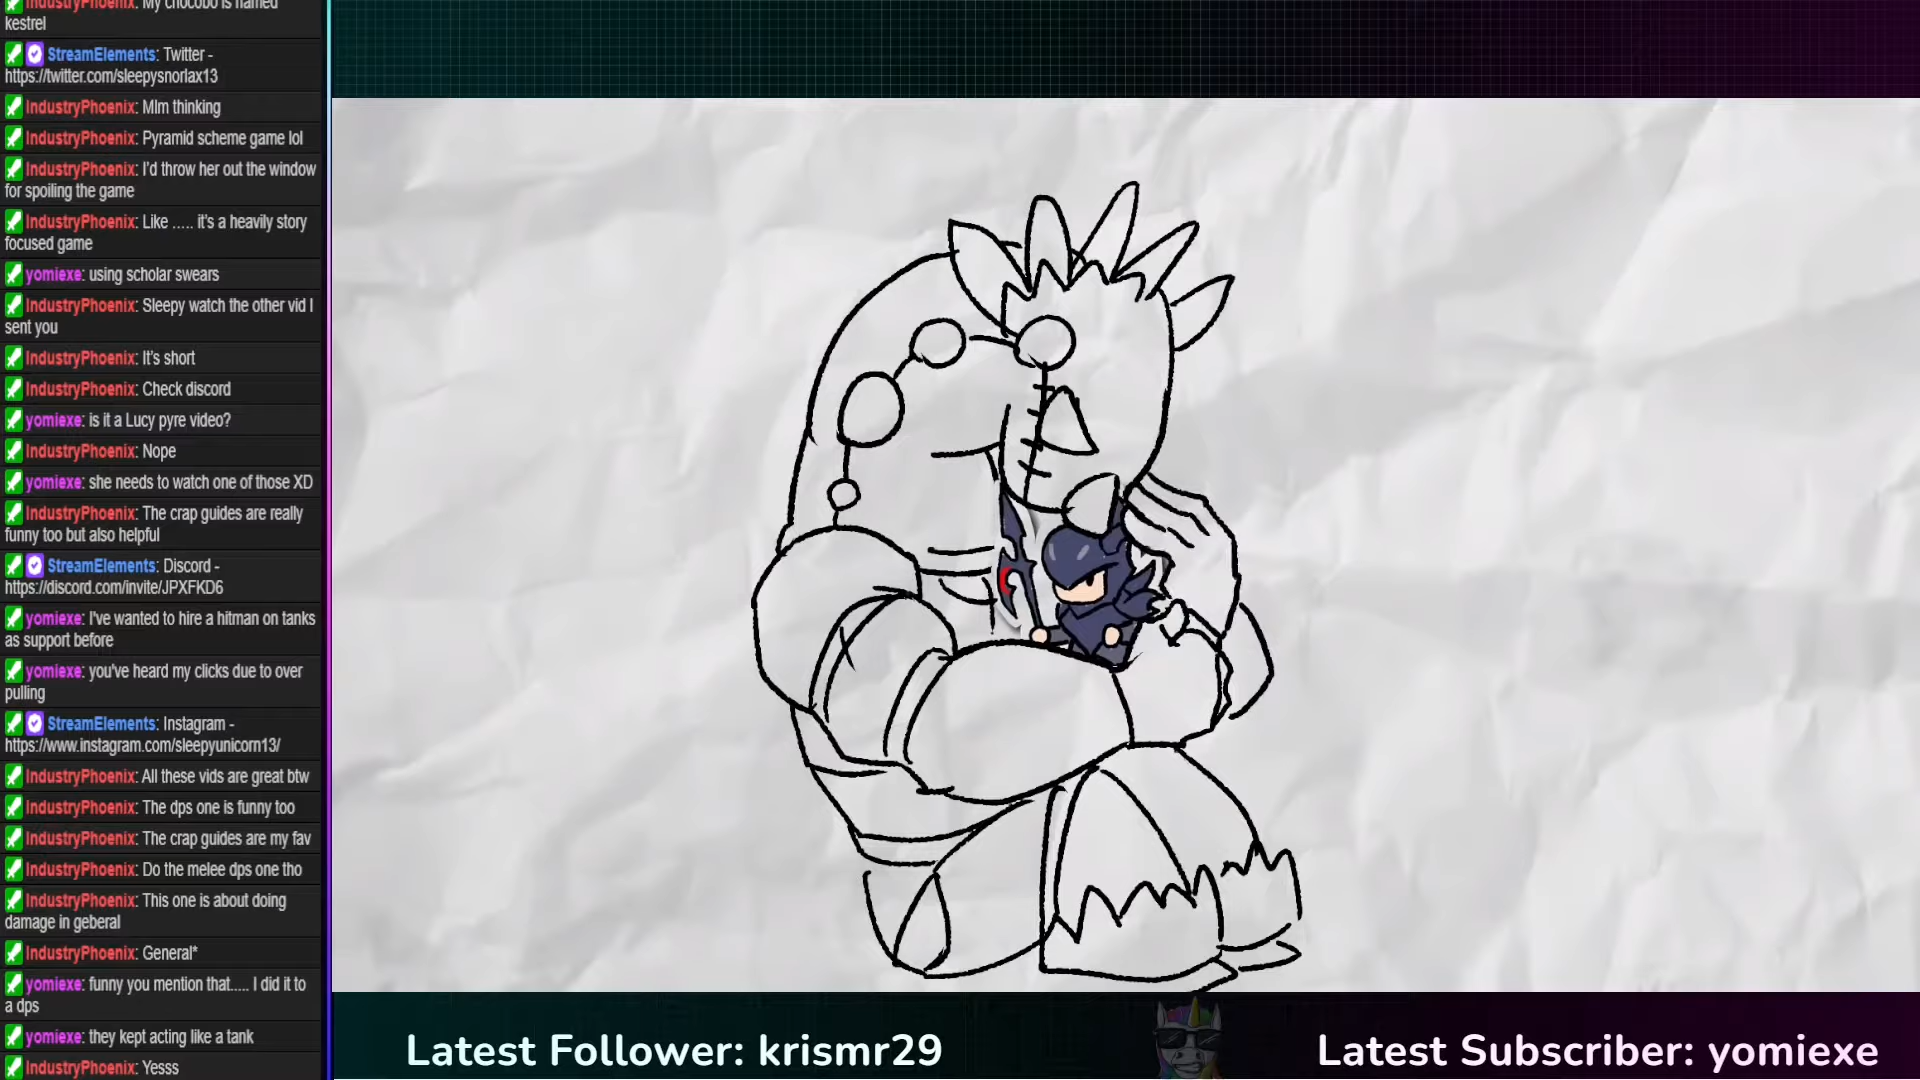 IndustryPhoenix: My chocobo is named
kestrel
StreamElements: Twitter -
https://twitter.com/sleepysnorlax13
IndustryPhoenix: MIm thinking
IndustryPhoenix: Pyramid scheme game lol
IndustryPhoenix: I'd throw her out the window
for spoiling the game
IndustryPhoenix: Like ..... it's a heavily story
focused game
yomiexe: using scholar swears
IndustryPhoenix: Sleepy watch the other vid I
sent you
IndustryPhoenix: It's short
IndustryPhoenix: Check discord
yomiexe: is it a Lucy pyre video?
IndustryPhoenix: Nope
yomiexe: she needs to watch one of those XD
IndustryPhoenix: The crap guides are really
funny too but also helpful
StreamElements: Discord -
https://discord.com/invite/JPXFKD6
yomiexe: I've wanted to hire a hitman on tanks
as support before
yomiexe: you've heard my clicks due to over
pulling
StreamElements: Instagram -
https://www.instagram.com/sleepyunicorn13/
IndustryPhoenix: All these vids are great btw
IndustryPhoenix: The dps one is funny too
IndustryPhoenix: The crap guides are my fav
IndustryPhoenix: Do the melee dps one tho
IndustryPhoenix: This one is about doing
damage in geberal
IndustryPhoenix: General*
yomiexe: funny you mention that..... I did it to
a dps
yomiexe: they kept acting like a tank
IndustryPhoenix: Yesss
Latest Follower: krismr29
Latest Subscriber: yomiexe